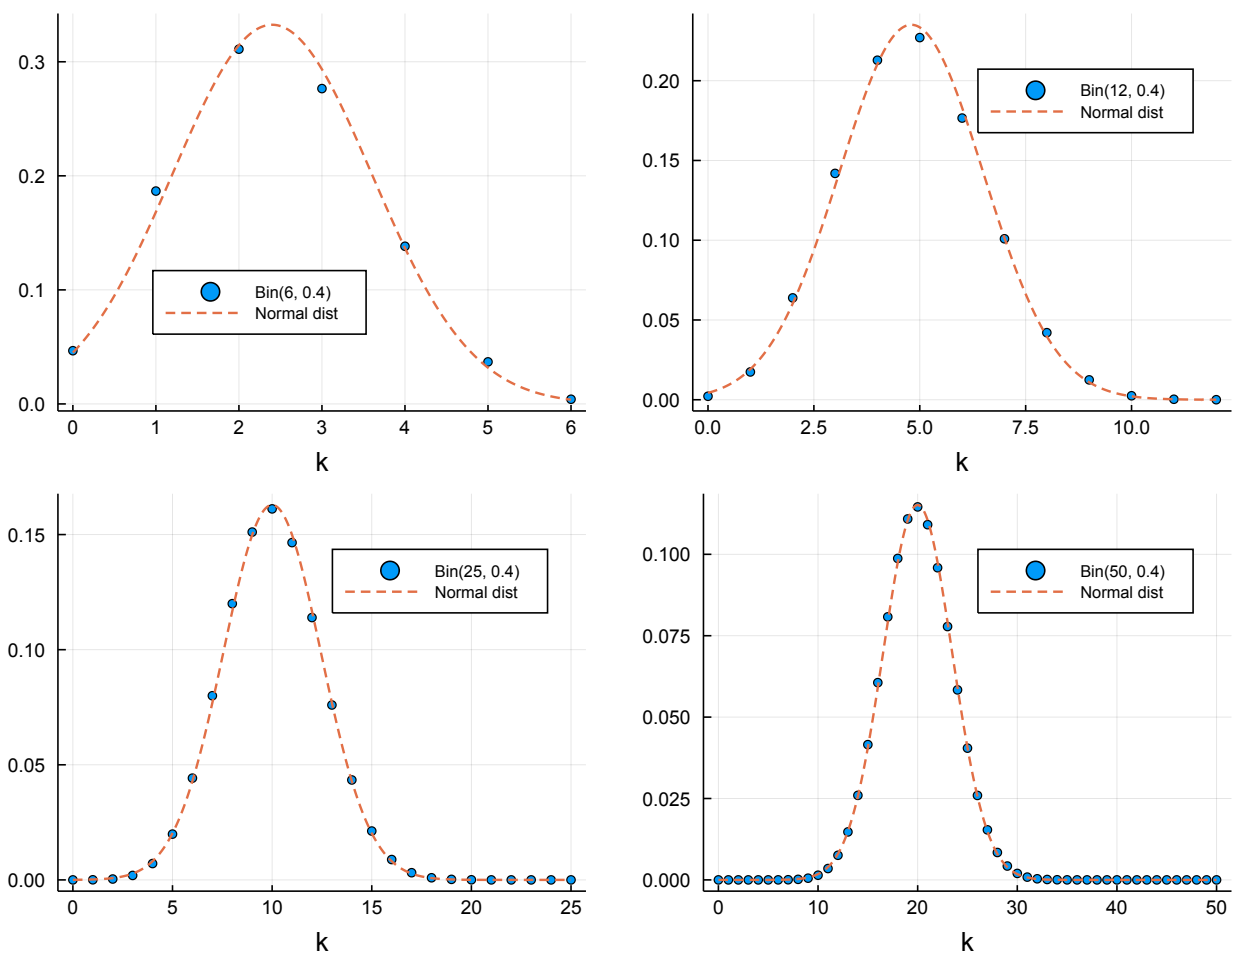 0.3
0.2
0.1
0.0
0 1 2 3 4 5 6
k
Bin(6, 0.4)
Normal dist
0.20
0.15
0.10
0.05
0.00
0.0 2.5 5.0 7.5 10.0
k
Bin(12, 0.4)
Normal dist
0.15
0.10
0.05
0.00
0 5 10 15 20 25
k
Bin(25, 0.4)
Normal dist
0.100
0.075
0.050
0.025
0.000
0 10 20 30 40 50
k
Bin(50, 0.4)
Normal dist